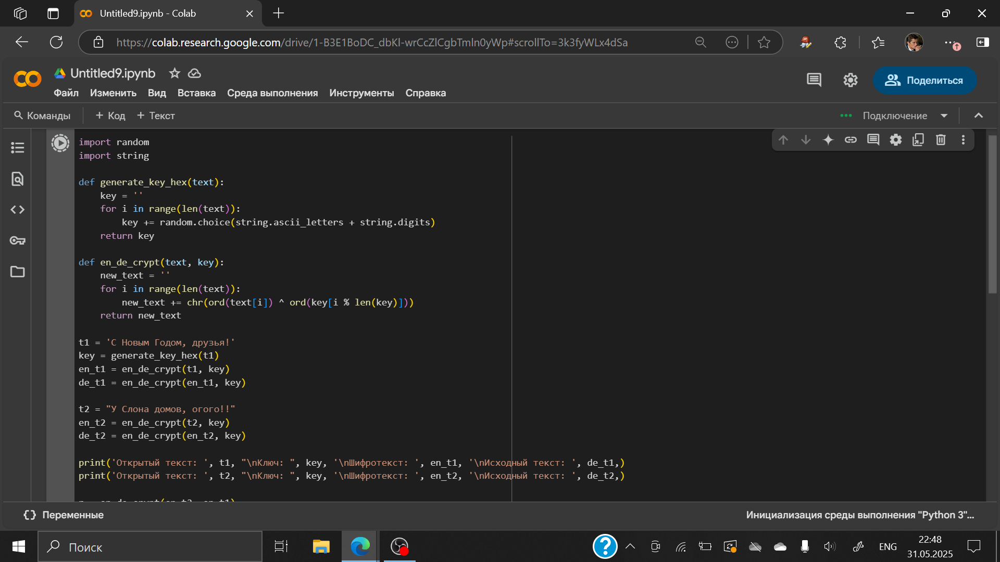 Untitled9.ipynb - Colab
https://colab.research.google.com/drive/1-B3E1BoDC_dbKl-wrCcZlCgbTmln0yWp#scrollTo=3k3fyWLx4dSa
Untitled9.ipynb
Файл Изменить Вид Вставка Среда выполнения Инструменты Справка
Поделиться
Команды + Код + Текст
Подключение
import random
import string
def generate_key_hex(text):
    key = ''
    for i in range(len(text)):
        key += random.choice(string.ascii_letters + string.digits)
    return key
def en_de_crypt(text, key):
    new_text = ''
    for i in range(len(text)):
        new_text += chr(ord(text[i]) ^ ord(key[i % len(key)]))
    return new_text
t1 = 'С Новым Годом, друзья!'
key = generate_key_hex(t1)
en_t1 = en_de_crypt(t1, key)
de_t1 = en_de_crypt(en_t1, key)
t2 = "У Слона домов, огого!!"
en_t2 = en_de_crypt(t2, key)
de_t2 = en_de_crypt(en_t2, key)
print('Открытый текст: ', t1, "\nКлюч: ", key, '\nШифротекст: ', en_t1, '\nИсходный текст: ', de_t1,)
print('Открытый текст: ', t2, "\nКлюч: ", key, '\nШифротекст: ', en_t2, '\nИсходный текст: ', de_t2,)
{} Переменные
Инициализация среды выполнения "Python 3"...
Поиск
ENG
22:48
31.05.2025